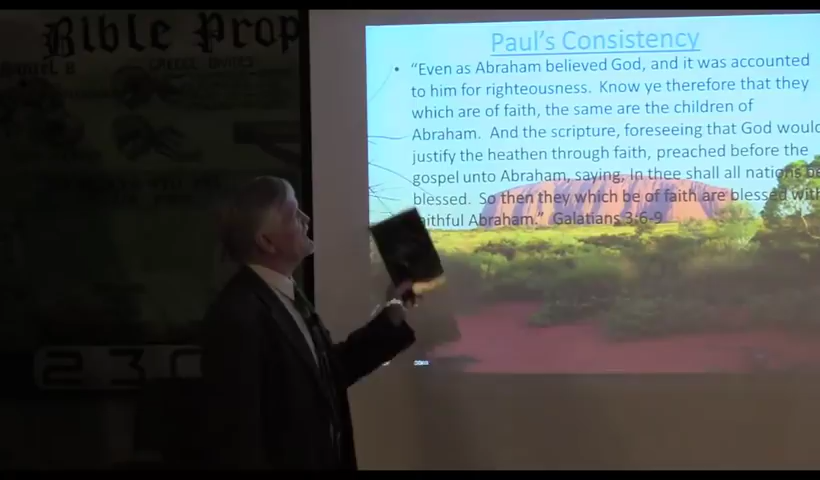 Bible Prop
Paul's Consistency
• "Even as Abraham believed God, and it was accounted
to him for righteousness. Know ye therefore that they
which are of faith, the same are the children of
Abraham. And the scripture, foreseeing that God would
justify the heathen through faith, preached before the
gospel unto Abraham, saying, In thee shall all nations be
blessed. So then they which be of faith are blessed with
faithful Abraham." Galatians 3:6-9
2 3 0